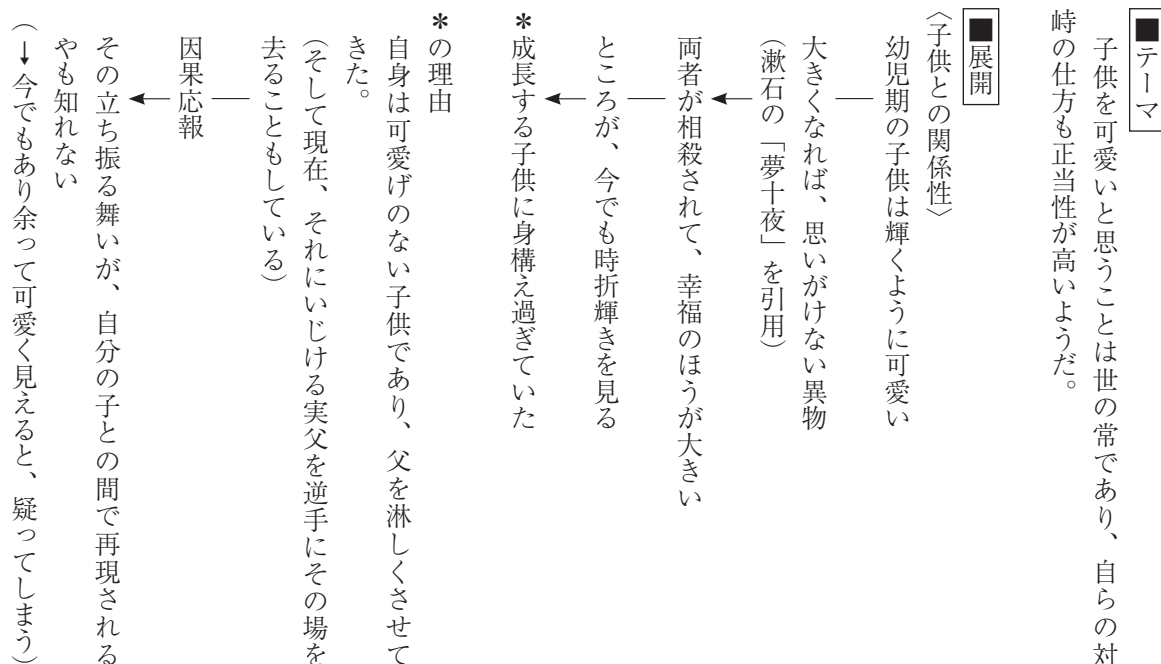 ■テーマ
子供を可愛いと思うことは世の常であり、自らの対
峙の仕方も正当性が高いようだ。
■展開
〈子供との関係性〉
幼児期の子供は輝くように可愛い
大きくなれば、思いがけない異物
(漱石の「夢十夜」を引用)
両者が相殺されて、幸福のほうが大きい
ところが、今でも時折輝きを見る
*成長する子供に身構え過ぎていた
*の理由
自身は可愛げのない子供であり、父を淋しくさせて
きた。
(そして現在、それにいじける実父を逆手にその場を
去ることもしている)
因果応報
その立ち振る舞いが、自分の子との間で再現される
やも知れない
(→今でもあり余って可愛く見えると、疑ってしまう)